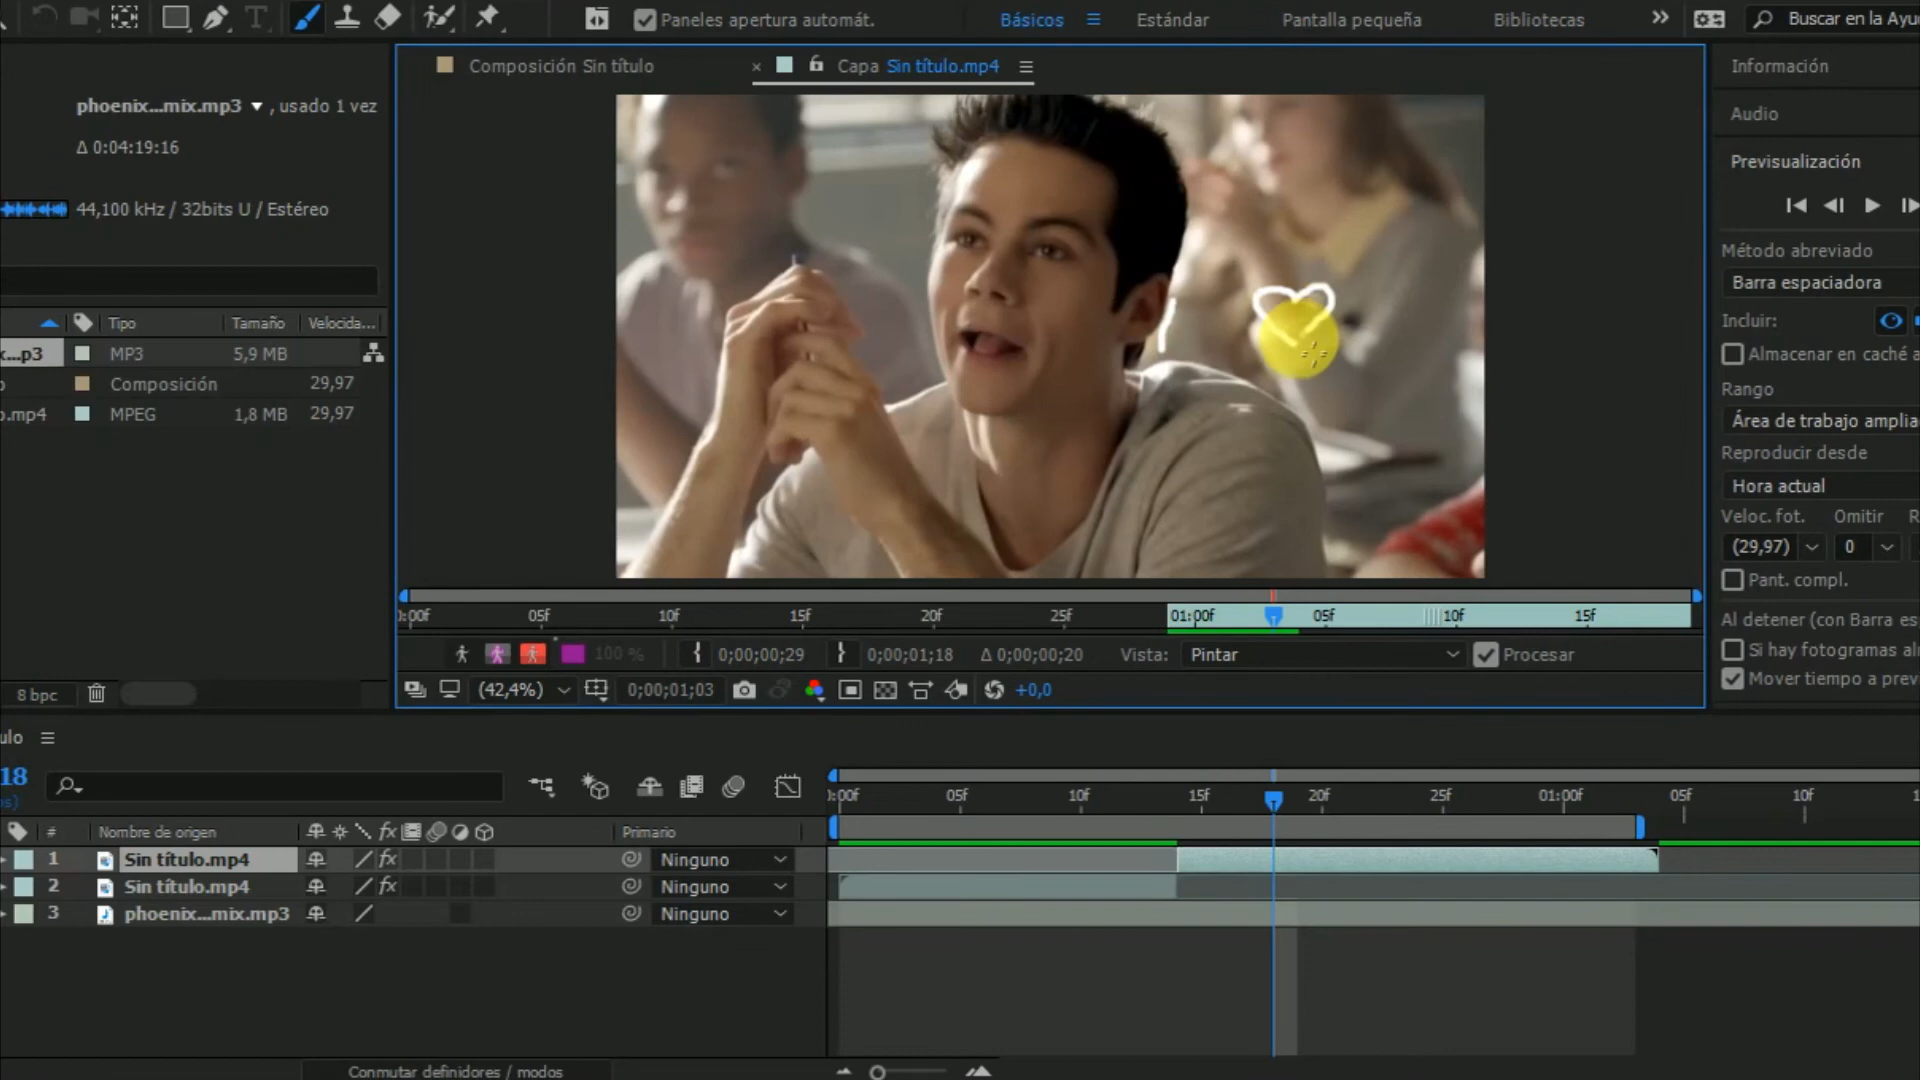 T Paneles apertura automát. Básicos Estándar Pantalla pequeña Bibliotecas Buscar en la Ayu
Composición Sin título
Capa Sin título.mp4
phoenix...mix.mp3 , usado 1 vez
Δ 0:04:19:16
44,100 kHz / 32bits U / Estéreo
Tipo Tamaño Velocida...
x...p3 MP3 5,9 MB
o Composición 29,97
o.mp4 MPEG 1,8 MB 29,97
8 bpc
Información
Audio
Previsualización
Método abreviado
Barra espaciadora
Incluir:
Almacenar en caché a
Rango
Área de trabajo amplia
Reproducir desde
Hora actual
Veloc. fot. Omitir R
(29,97) 0
Pant. compl.
Al detener (con Barra es
Si hay fotogramas al
Mover tiempo a previ
):00f 05f 10f 15f 20f 25f 01:00f 05f 10f 15f
100 % { 0;00;00;29 } 0;00;01;18 Δ 0;00;00;20 Vista: Pintar Procesar
(42,4%) 0;00;01;03 +0,0
ulo
18
):00f 05f 10f 15f 20f 25f 01:00f 05f 10f 1
# Nombre de origen fx Primario
1 Sin título.mp4 fx Ninguno
2 Sin título.mp4 fx Ninguno
3 phoenix...mix.mp3 Ninguno
Conmutar definidores / modos